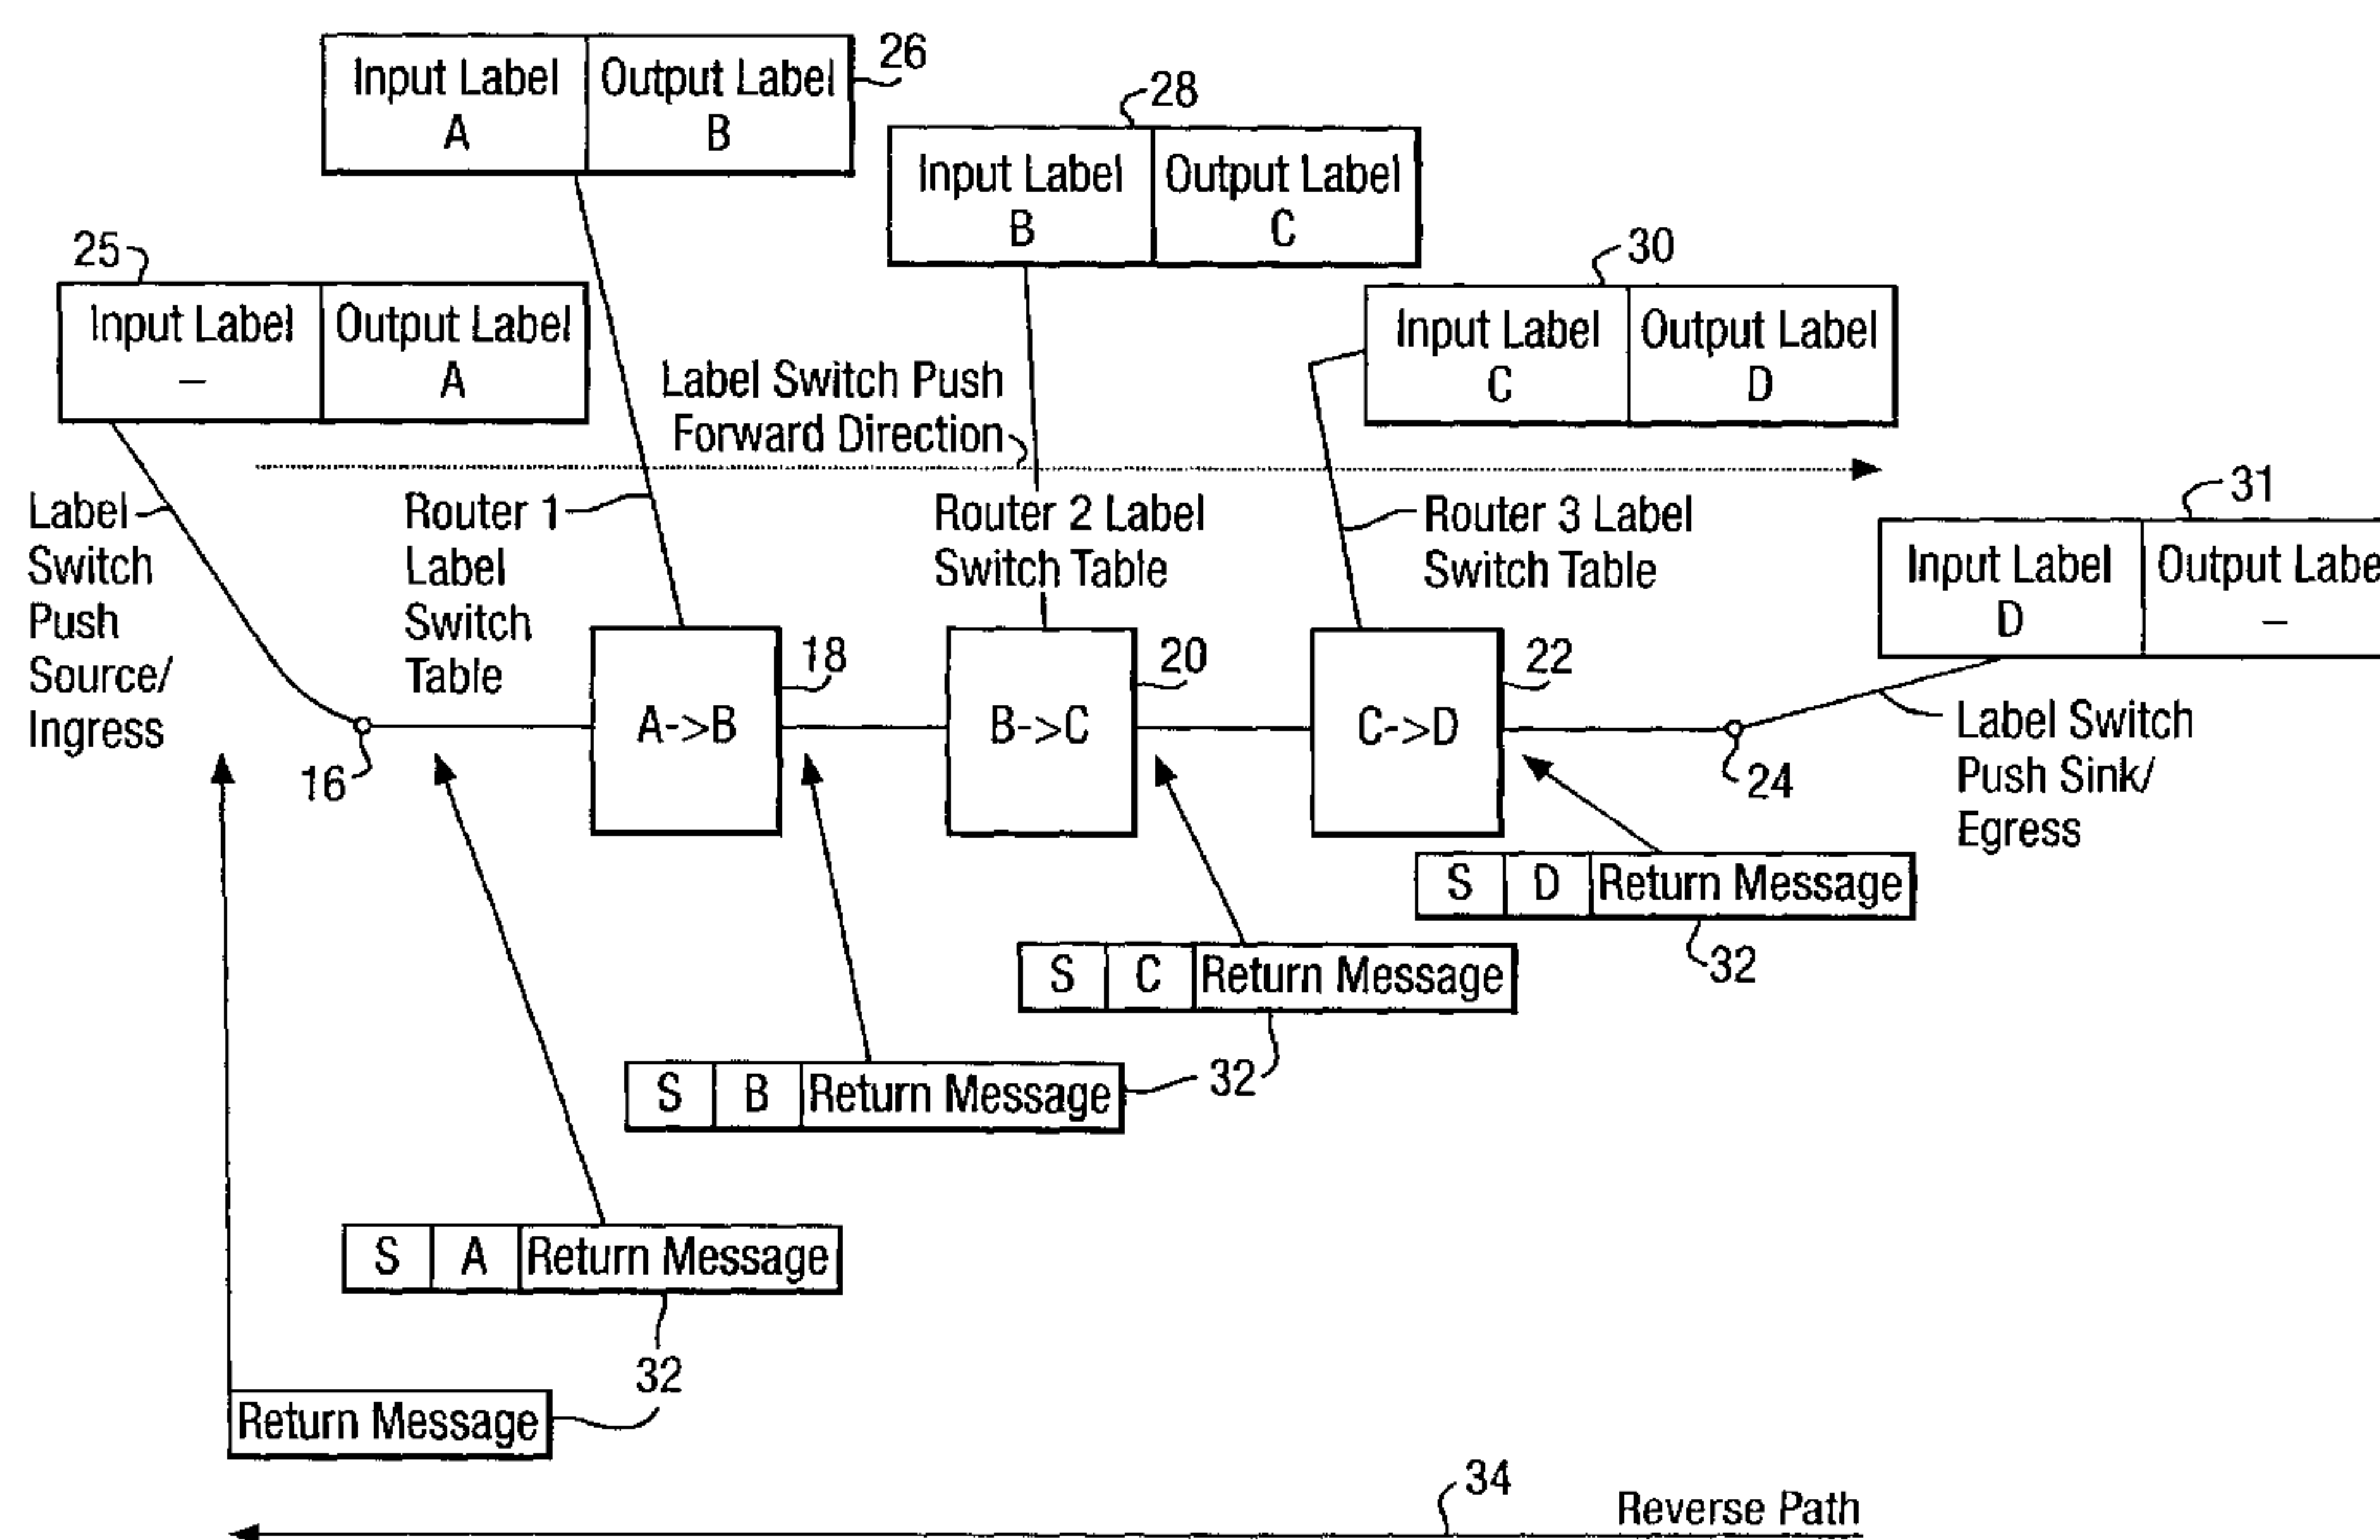 Input Label
A
Output Label
B
26
28
Input Label
B
Output Label
C
25
Input Label
–
Output Label
A
30
Input Label
C
Output Label
D
Label Switch Push
Forward Direction
Label
Switch
Push
Source/
Ingress
Router 1
Label
Switch
Table
Router 2 Label
Switch Table
Router 3 Label
Switch Table
31
Input Label
D
Output Labe
–
16
A->B
18
B->C
20
C->D
22
24
Label Switch
Push Sink/
Egress
S D Return Message
32
S C Return Message
32
S B Return Message
S A Return Message
32
Return Message
34
Reverse Path